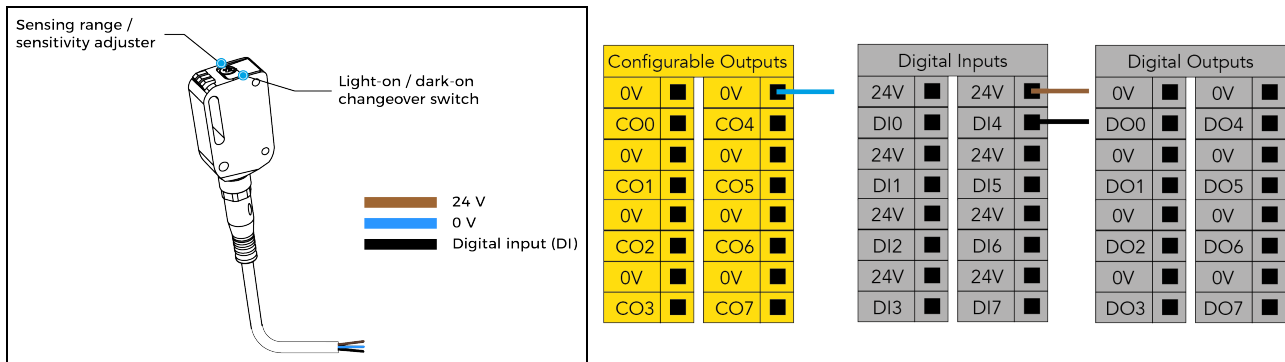 Sensing range /
sensitivity adjuster
Light-on / dark-on
changeover switch
24 V
0 V
Digital input (DI)
Configurable Outputs
0V 0V
CO0 CO4
0V 0V
CO1 CO5
0V 0V
CO2 CO6
0V 0V
CO3 CO7
Digital Inputs
24V 24V
DI0 DI4
24V 24V
DI1 DI5
24V 24V
DI2 DI6
24V 24V
DI3 DI7
Digital Outputs
0V 0V
DO0 DO4
0V 0V
DO1 DO5
0V 0V
DO2 DO6
0V 0V
DO3 DO7